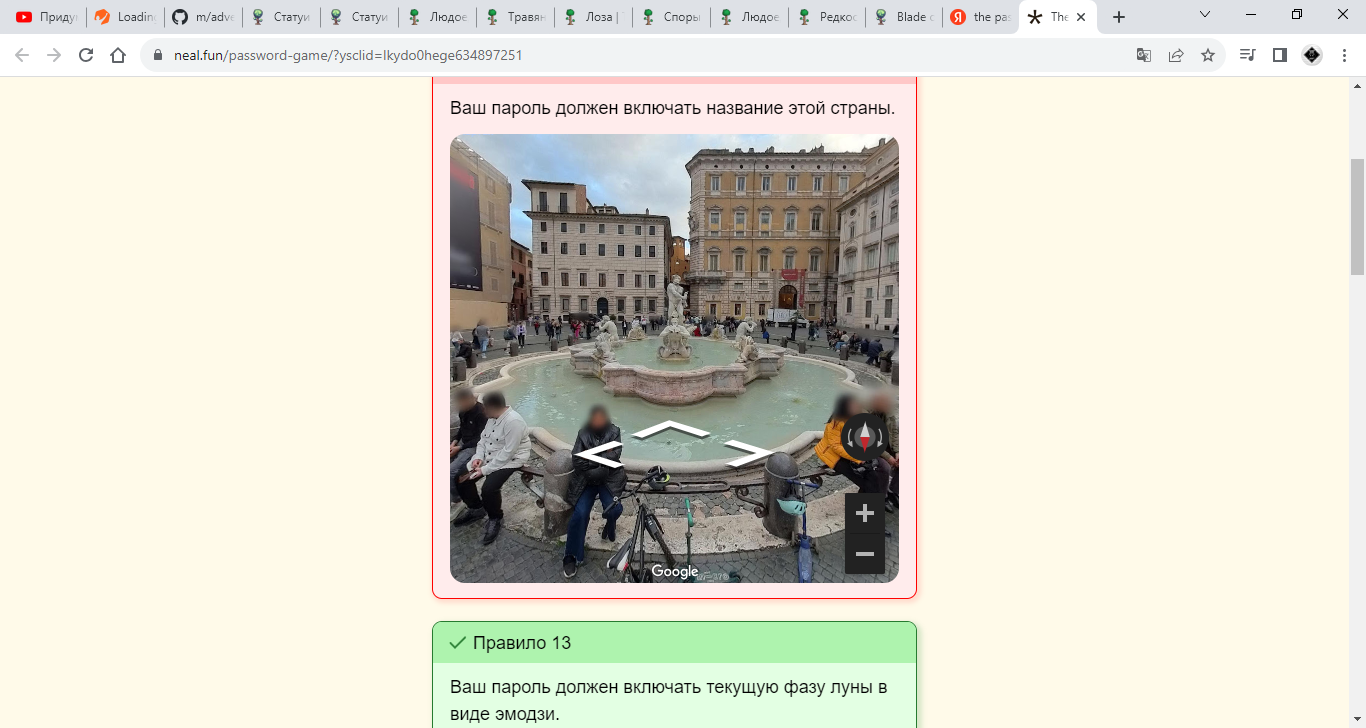 Приду
Loadin
m/adve
Статуи
Статуи
Людое
Травян
Лоза | 
Споры
Людое
Редкос
Blade o
the pas
The
neal.fun/password-game/?ysclid=lkydo0hege634897251
Ваш пароль должен включать название этой страны.
Google
Правило 13
Ваш пароль должен включать текущую фазу луны в
виде эмодзи.